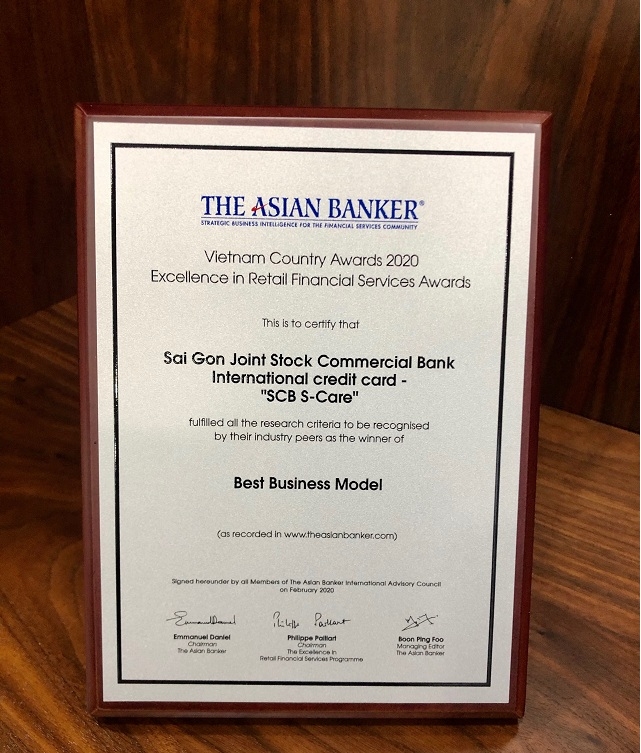 THE ASIAN BANKER®
STRATEGIC BUSINESS INTELLIGENCE FOR THE FINANCIAL SERVICES COMMUNITY
Vietnam Country Awards 2020
Excellence in Retail Financial Services Awards
This is to certify that
Sai Gon Joint Stock Commercial Bank
International credit card -
"SCB S-Care"
fulfilled all the research criteria to be recognised
by their industry peers as the winner of
Best Business Model
(as recorded in www.theasianbanker.com)
Signed hereunder by all Members of The Asian Banker International Advisory Council
on February 2020
Emmanuel Daniel
Chairman
The Asian Banker
Philippe Paillart
Chairman
The Excellence in
Retail Financial Services Programme
Boon Ping Foo
Managing Editor
The Asian Banker